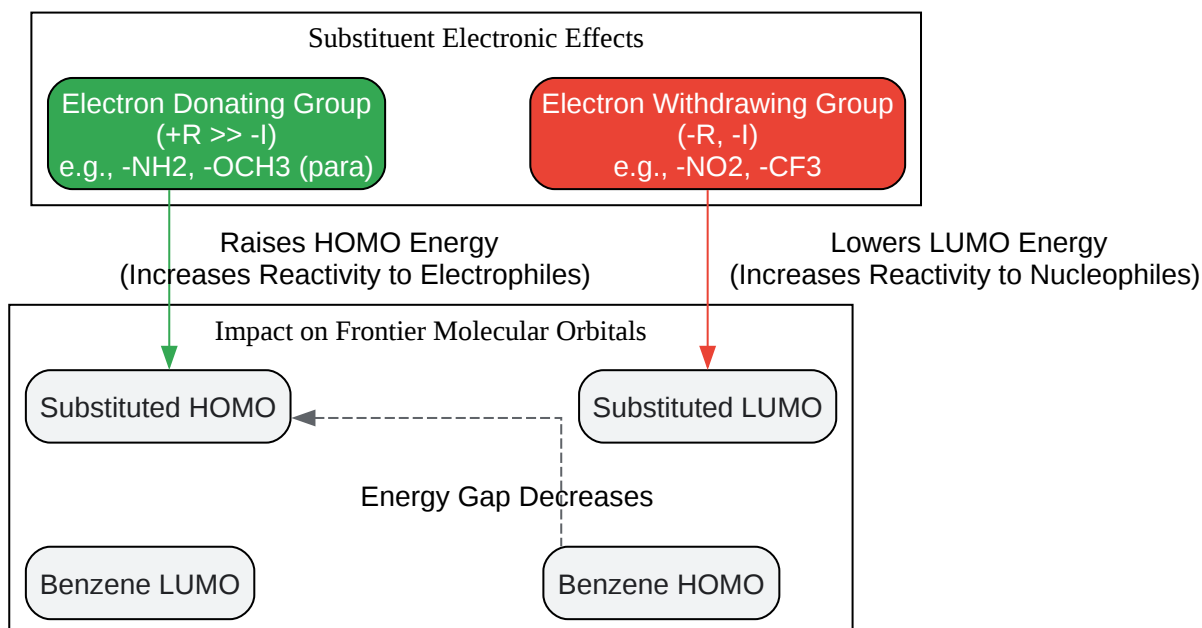 Substituent Electronic Effects
Electron Donating Group
(+R >> -I)
e.g., -NH2, -OCH3 (para)
Electron Withdrawing Group
(-R, -I)
e.g., -NO2, -CF3
Raises HOMO Energy
(Increases Reactivity to Electrophiles)
Lowers LUMO Energy
(Increases Reactivity to Nucleophiles)
Impact on Frontier Molecular Orbitals
Substituted HOMO
Substituted LUMO
Energy Gap Decreases
Benzene LUMO
Benzene HOMO